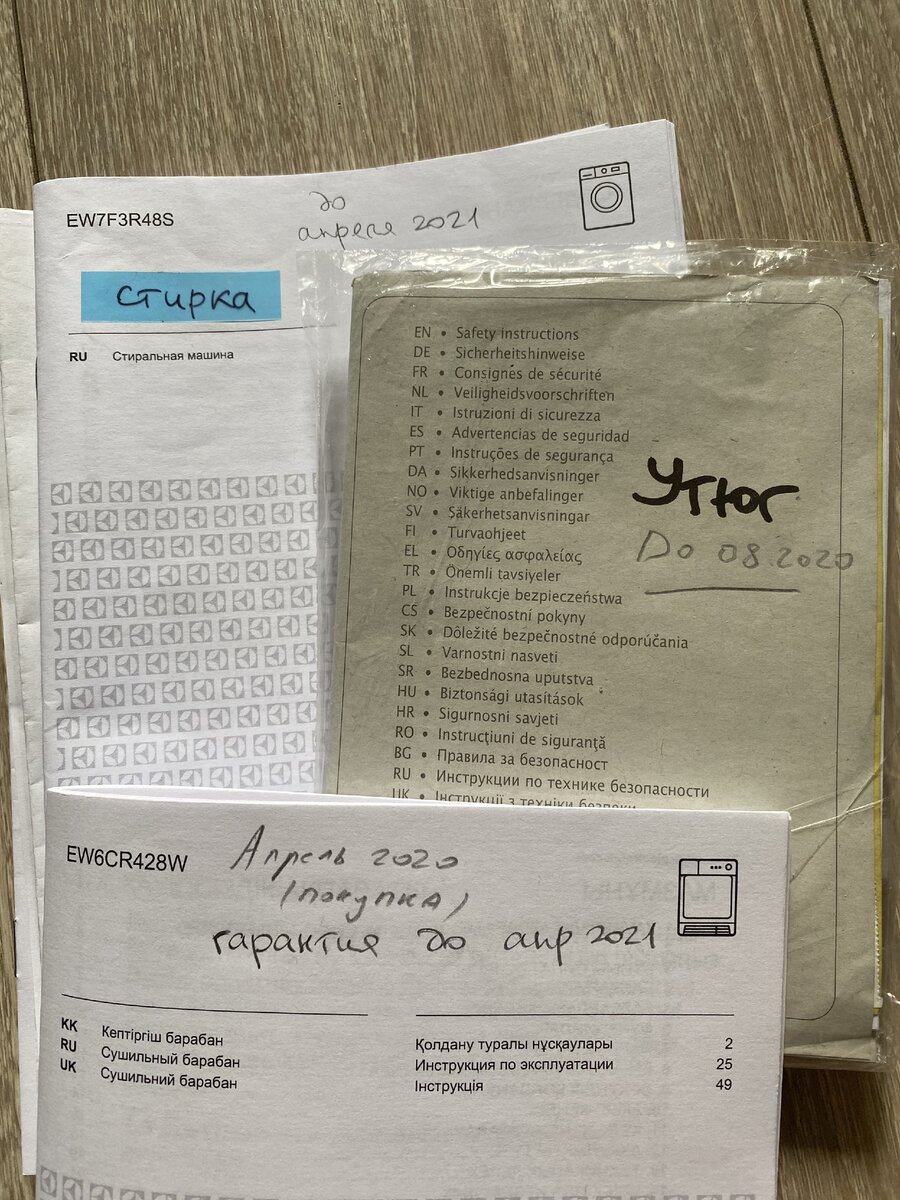 EW7F3R48S
до
апреля 2021
стирка
RU Стиральная машина
EN • Safety instructions
DE • Sicherheitshinweise
FR • Consignes de sécurité
NL • Veiligheidsvoorschriften
IT • Istruzioni di sicurezza
ES • Advertencias de seguridad
PT • Instruções de segurança
DA • Sikkerhedsanvisninger
NO • Viktige anbefalinger
SV • Säkerhetsanvisningar
FI • Turvaohjeet
EL • Οδηγίες ασφαλείας
TR • Önemli tavsiyeler
PL • Instrukcje bezpieczeństwa
CS • Bezpečnostní pokyny
SK • Dôležité bezpečnostné odporúčania
SL • Varnostni nasveti
SR • Bezbednosna uputstva
HU • Biztonsági utasítások
HR • Sigurnosni savjeti
RO • Instrucţiuni de siguranţă
BG • Правила за безопасност
RU • Инструкции по технике безопасности
UK • Інструкції з техніки безпеки
Утюг
До 08.2020
EW6CR428W
Апрель 2020
(покупка)
гарантия до апр 2021
KK Кептіргіш барабан Қолдану туралы нұсқаулары 2
RU Сушильный барабан Инструкция по эксплуатации 25
UK Сушильний барабан Інструкція 49